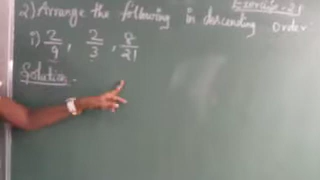 Exercise - 2.1
2) Arrange the following in descending order:
i) 2/9, 2/3, 8/21
Solution:-